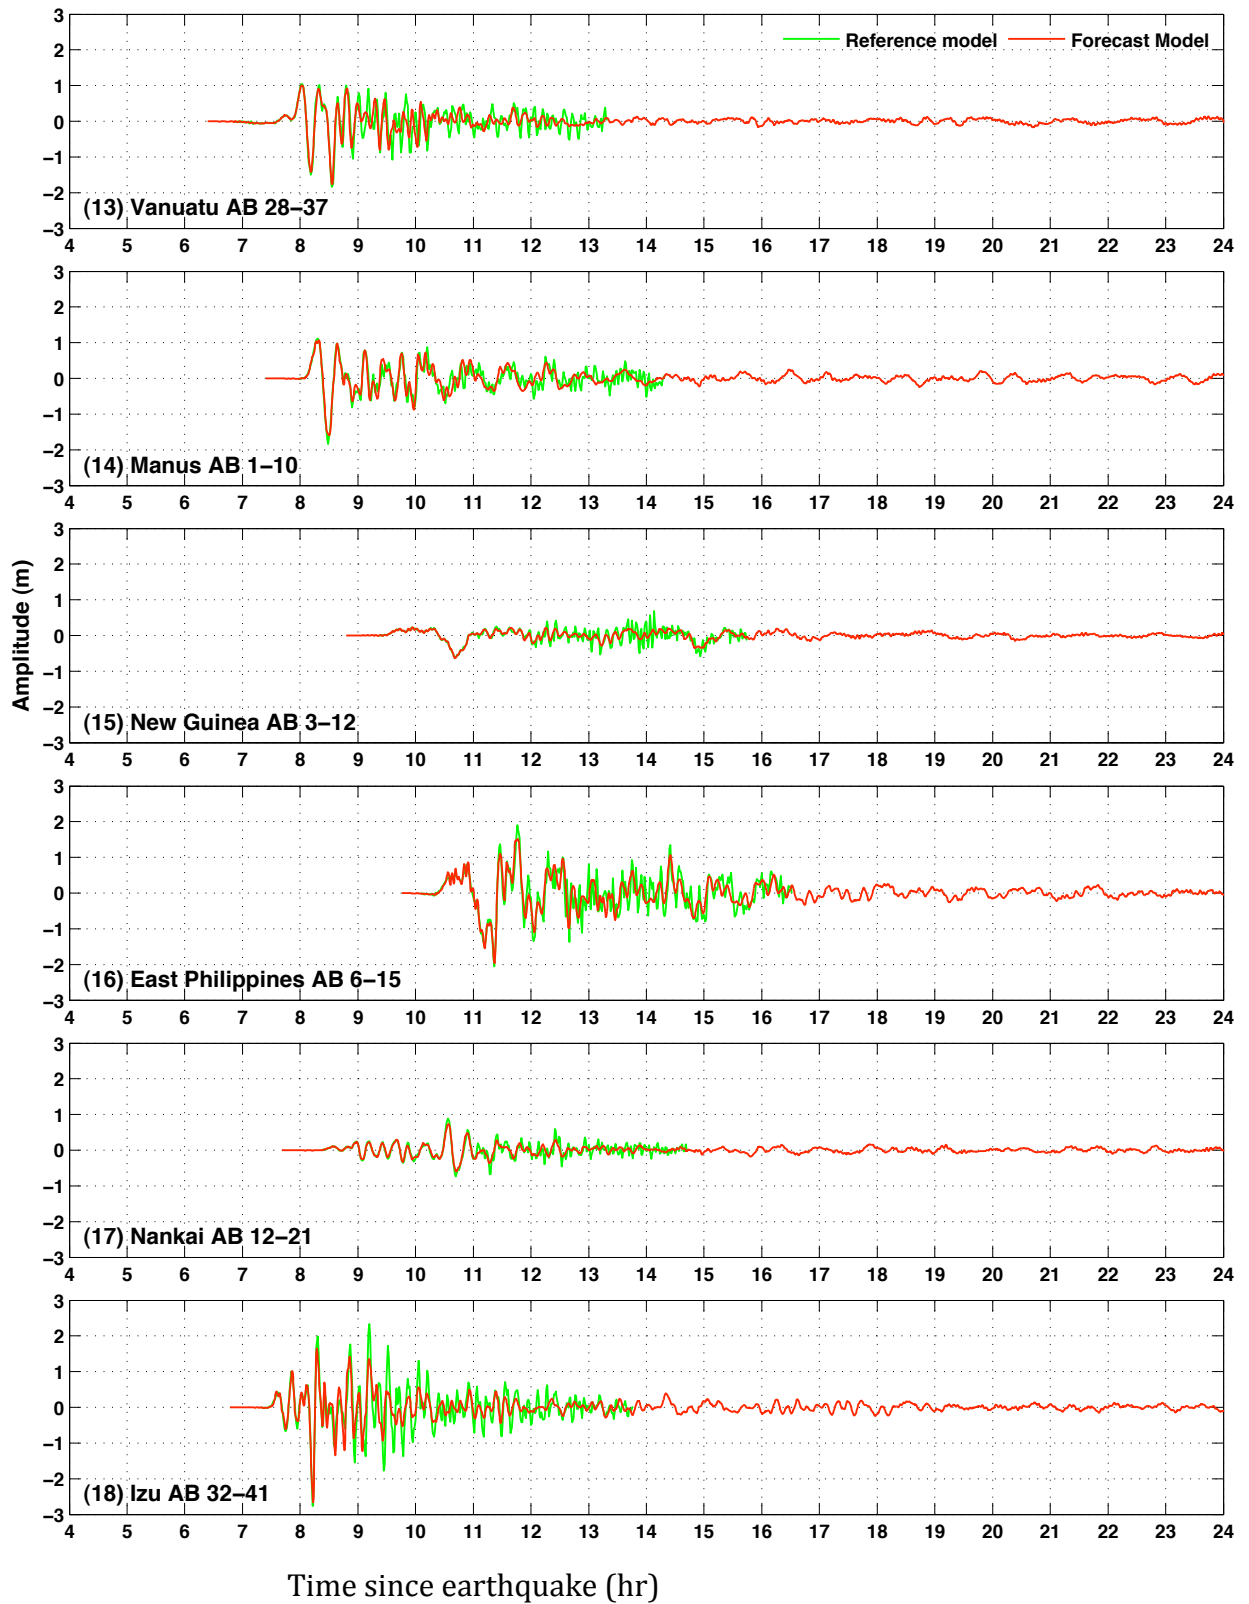 3
2
1
0
−1
−2
−3
Reference model
Forecast Model
(13) Vanuatu AB 28−37
4 5 6 7 8 9 10 11 12 13 14 15 16 17 18 19 20 21 22 23 24
3
2
1
0
−1
−2
−3
(14) Manus AB 1−10
4 5 6 7 8 9 10 11 12 13 14 15 16 17 18 19 20 21 22 23 24
Amplitude (m)
3
2
1
0
−1
−2
−3
(15) New Guinea AB 3−12
4 5 6 7 8 9 10 11 12 13 14 15 16 17 18 19 20 21 22 23 24
3
2
1
0
−1
−2
−3
(16) East Philippines AB 6−15
4 5 6 7 8 9 10 11 12 13 14 15 16 17 18 19 20 21 22 23 24
3
2
1
0
−1
−2
−3
(17) Nankai AB 12−21
4 5 6 7 8 9 10 11 12 13 14 15 16 17 18 19 20 21 22 23 24
3
2
1
0
−1
−2
−3
(18) Izu AB 32−41
4 5 6 7 8 9 10 11 12 13 14 15 16 17 18 19 20 21 22 23 24
Time since earthquake (hr)